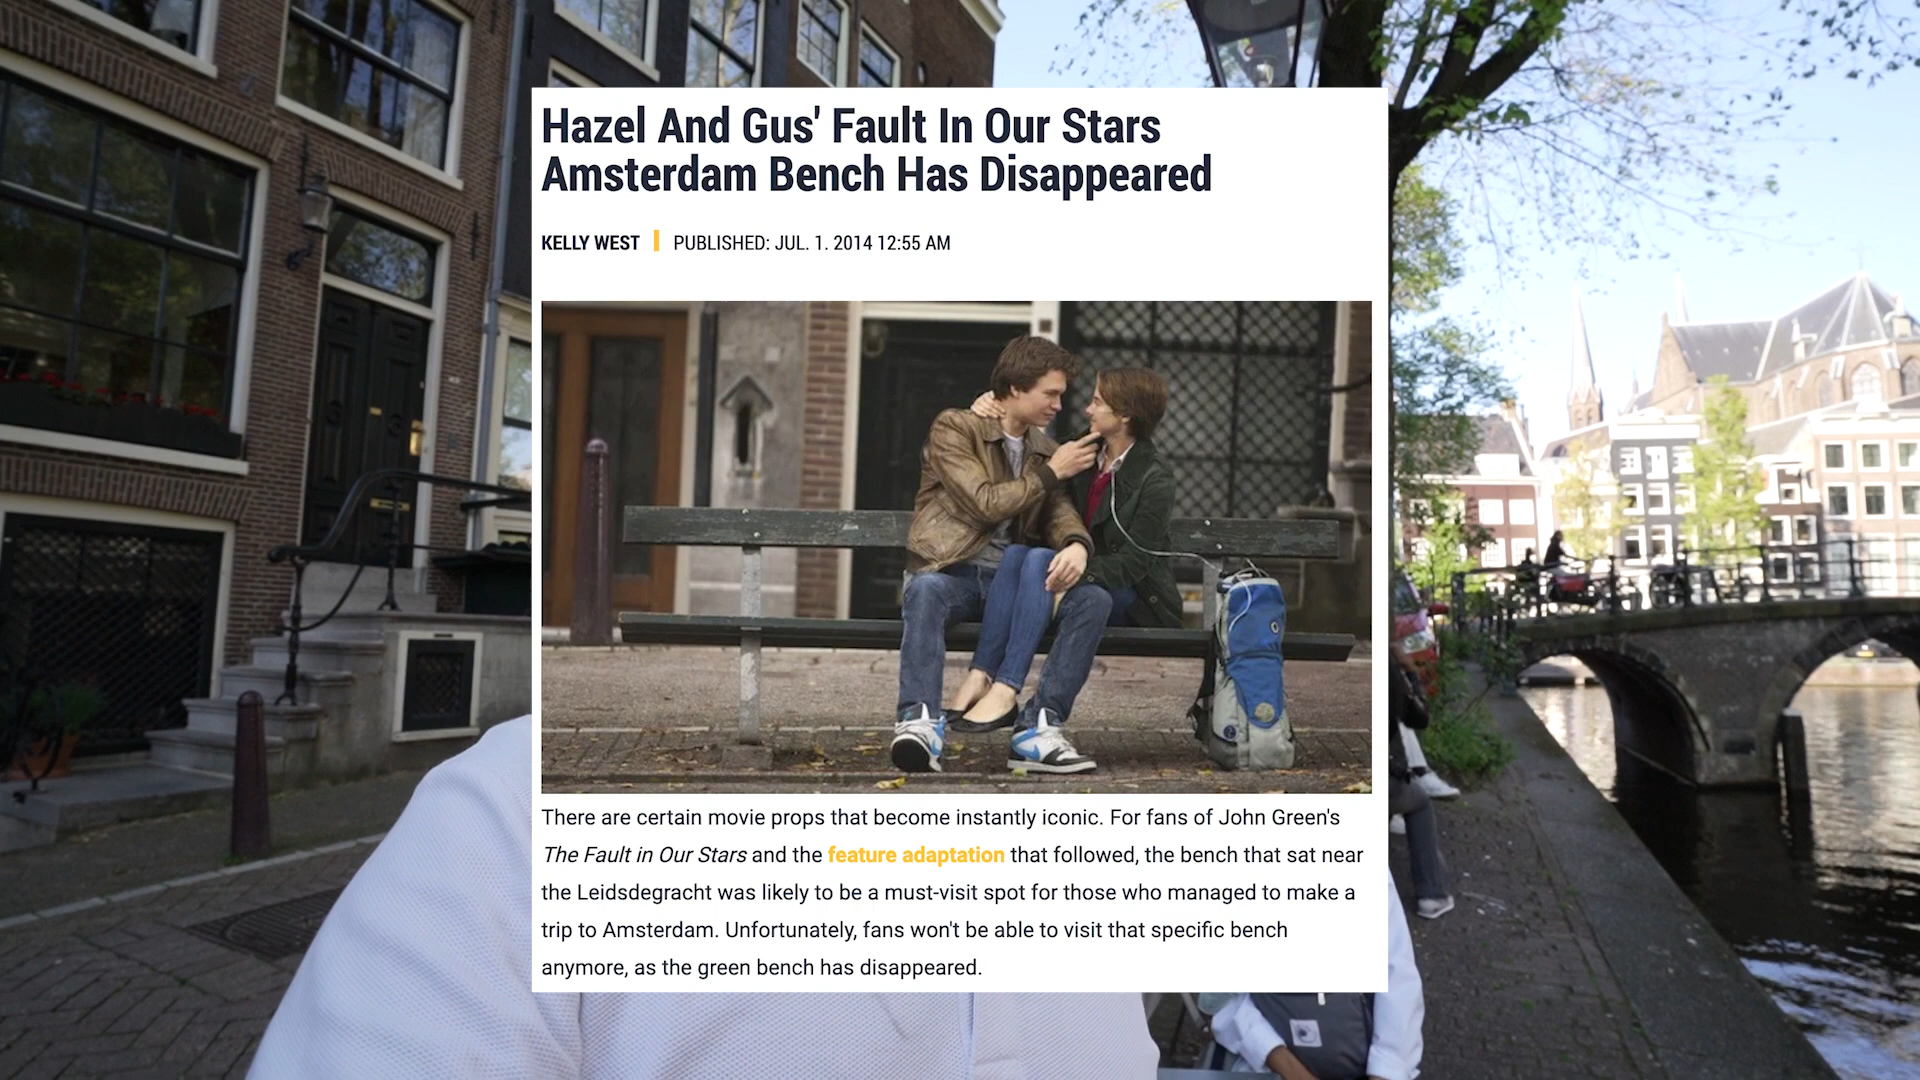 Hazel And Gus' Fault In Our Stars
Amsterdam Bench Has Disappeared
KELLY WEST PUBLISHED: JUL. 1. 2014 12:55 AM
There are certain movie props that become instantly iconic. For fans of John Green's
The Fault in Our Stars and the feature adaptation that followed, the bench that sat near
the Leidsdegracht was likely to be a must-visit spot for those who managed to make a
trip to Amsterdam. Unfortunately, fans won't be able to visit that specific bench
anymore, as the green bench has disappeared.